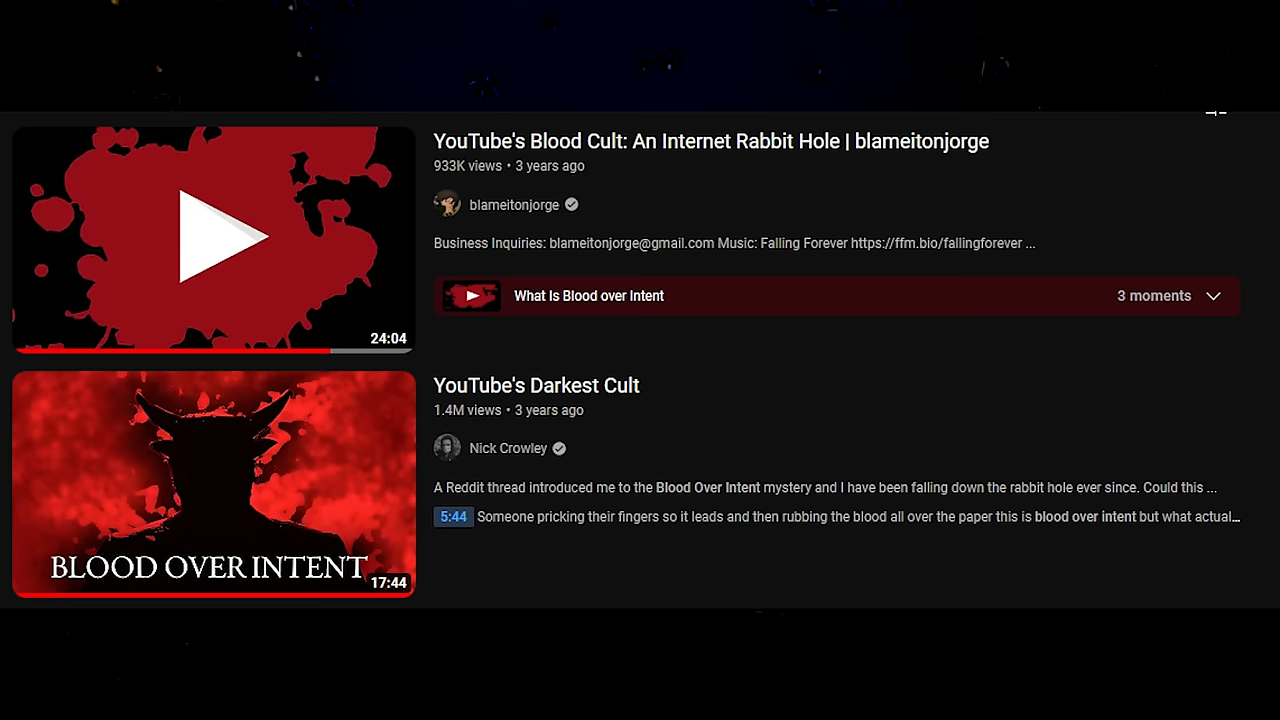 YouTube's Blood Cult: An Internet Rabbit Hole | blameitonjorge
933K views • 3 years ago
blameitonjorge
Business Inquiries: blameitonjorge@gmail.com Music: Falling Forever https://ffm.bio/fallingforever ...
24:04
What Is Blood over Intent
3 moments
YouTube's Darkest Cult
1.4M views • 3 years ago
Nick Crowley
A Reddit thread introduced me to the Blood Over Intent mystery and I have been falling down the rabbit hole ever since. Could this ...
5:44 Someone pricking their fingers so it leads and then rubbing the blood all over the paper this is blood over intent but what actual...
BLOOD OVER INTENT
17:44